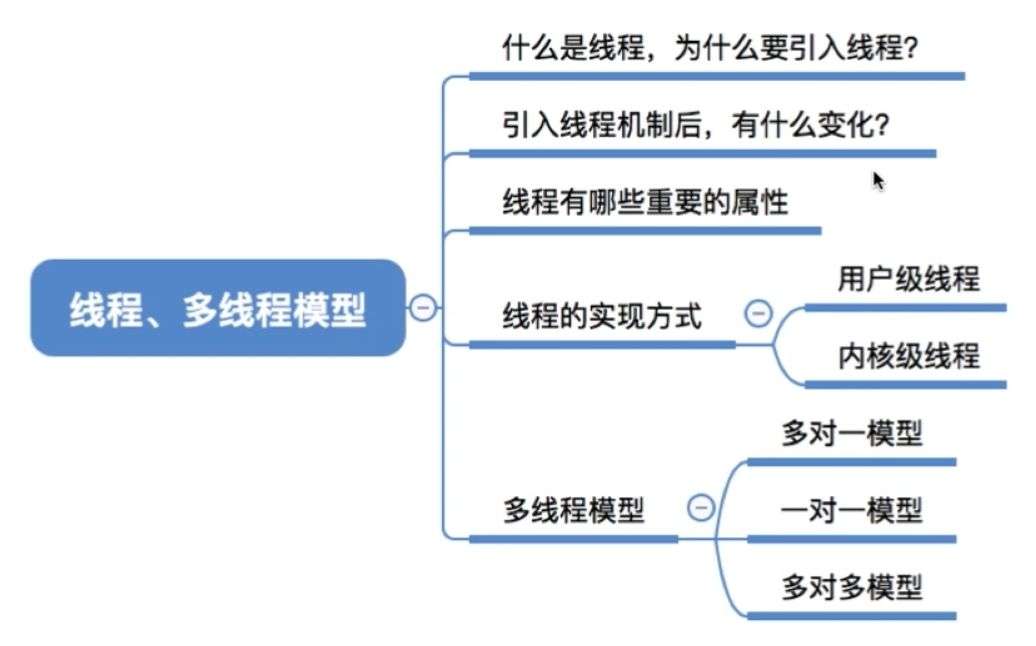 什么是线程，为什么要引入线程？
引入线程机制后，有什么变化？
线程有哪些重要的属性
线程、多线程模型
线程的实现方式
用户级线程
内核级线程
多线程模型
多对一模型
一对一模型
多对多模型